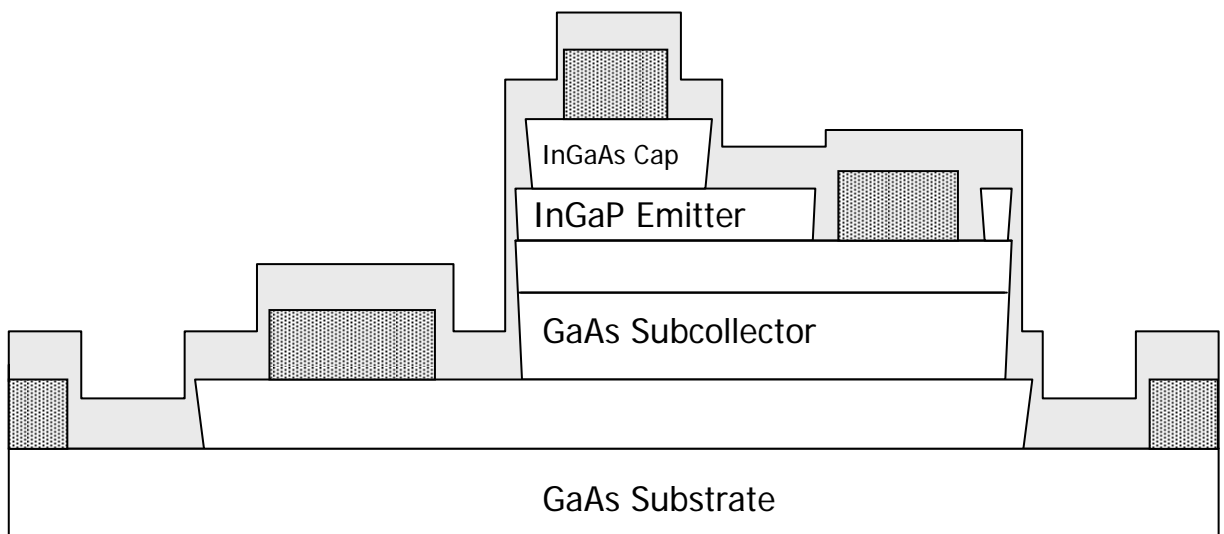 InGaAs Cap
InGaP Emitter
GaAs Subcollector
GaAs Substrate